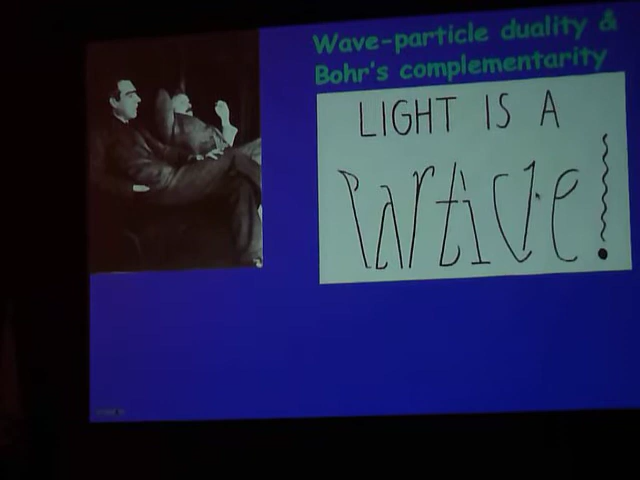 Wave-particle duality &
Bohr's complementarity
LIGHT IS A
Particle!